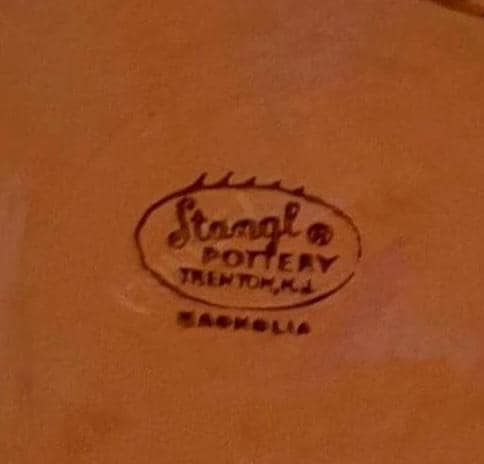 Stangl ®
POTTERY
TRENTON, N.J.
MAGNOLIA